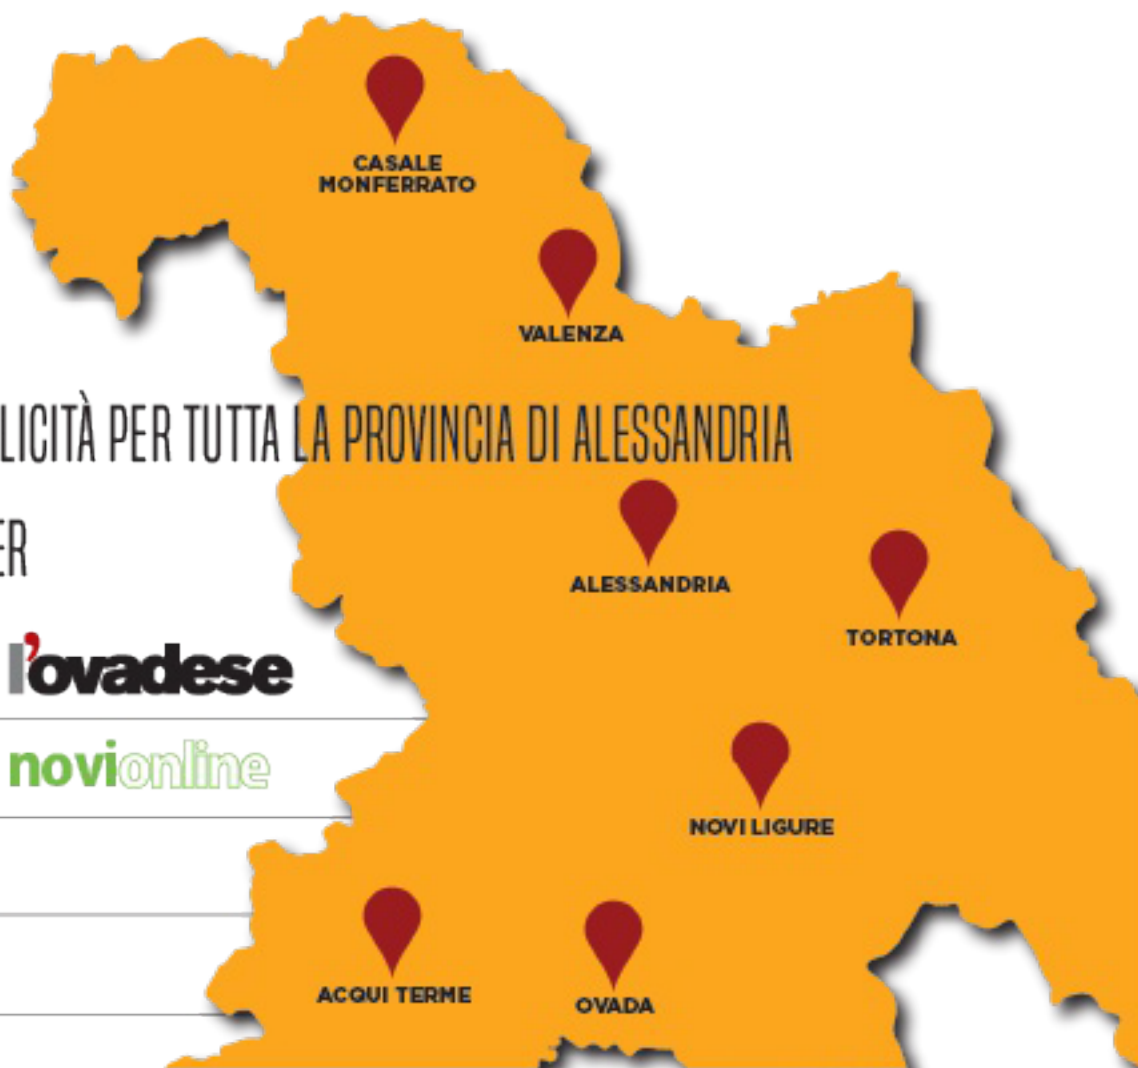 CASALE
MONFERRATO
VALENZA
LICITÀ PER TUTTA LA PROVINCIA DI ALESSANDRIA
ALESSANDRIA
ER
TORTONA
l'ovadese
novionline
NOVI LIGURE
ACQUI TERME
OVADA